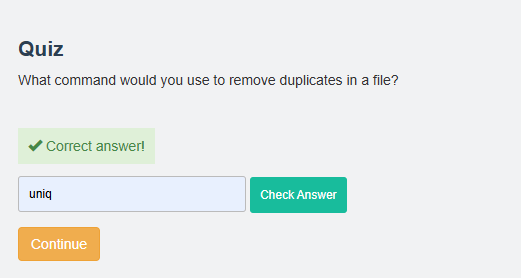 Quiz
What command would you use to remove duplicates in a file?
✔ Correct answer!
uniq
Check Answer
Continue